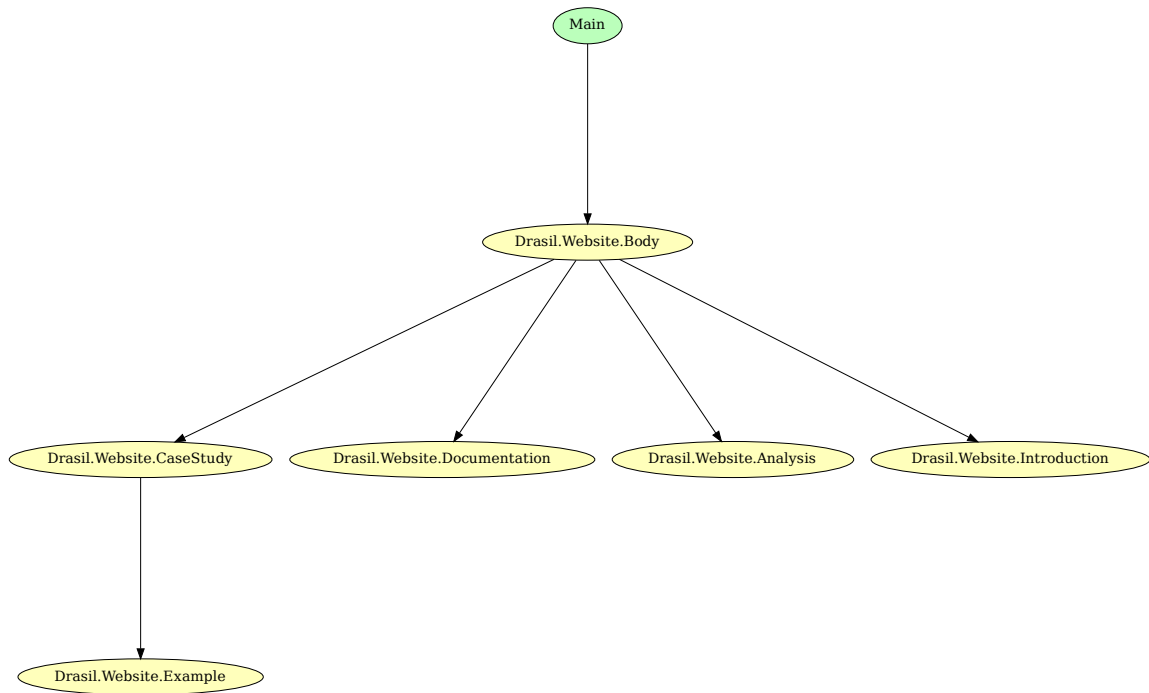 Main
Drasil.Website.Body
Drasil.Website.CaseStudy
Drasil.Website.Documentation
Drasil.Website.Analysis
Drasil.Website.Introduction
Drasil.Website.Example